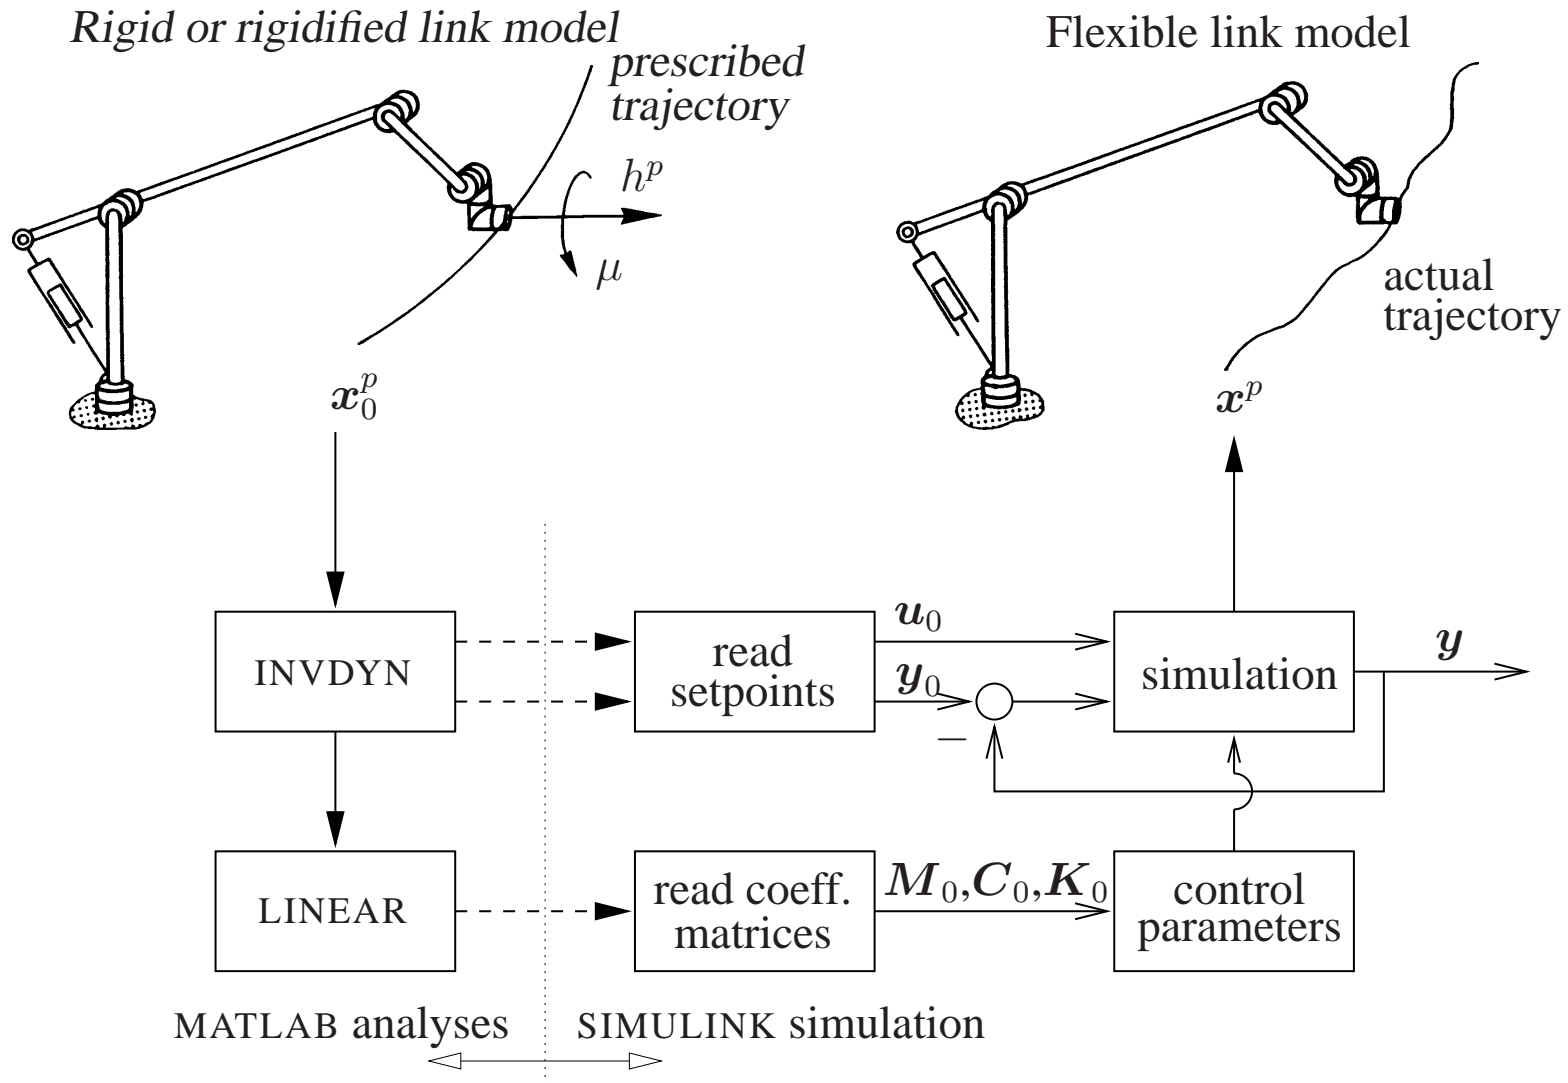 Rigid or rigidified link model
prescribed
trajectory
h^p
μ
x_0^p
Flexible link model
actual
trajectory
x^p
INVDYN
read
setpoints
u_0
y_0
−
simulation
y
LINEAR
read coeff.
matrices
M_0,C_0,K_0
control
parameters
MATLAB analyses
SIMULINK simulation